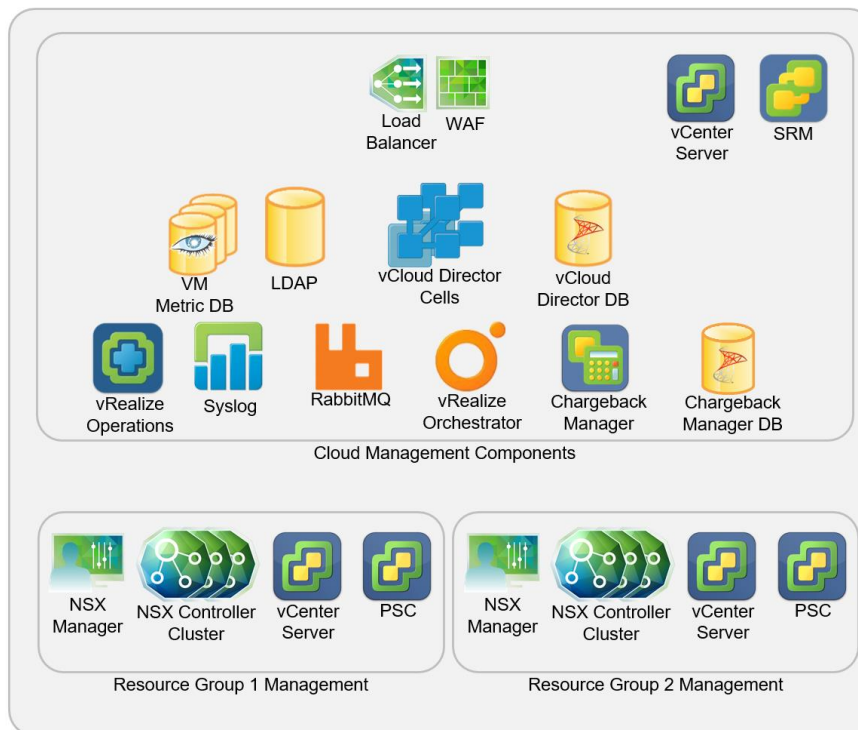 Load
Balancer
WAF
vCenter
Server
SRM
VM
Metric DB
LDAP
vCloud Director
Cells
vCloud
Director DB
vRealize
Operations
Syslog
RabbitMQ
vRealize
Orchestrator
Chargeback
Manager
Chargeback
Manager DB
Cloud Management Components
NSX
Manager
NSX Controller
Cluster
vCenter
Server
PSC
Resource Group 1 Management
NSX
Manager
NSX Controller
Cluster
vCenter
Server
PSC
Resource Group 2 Management